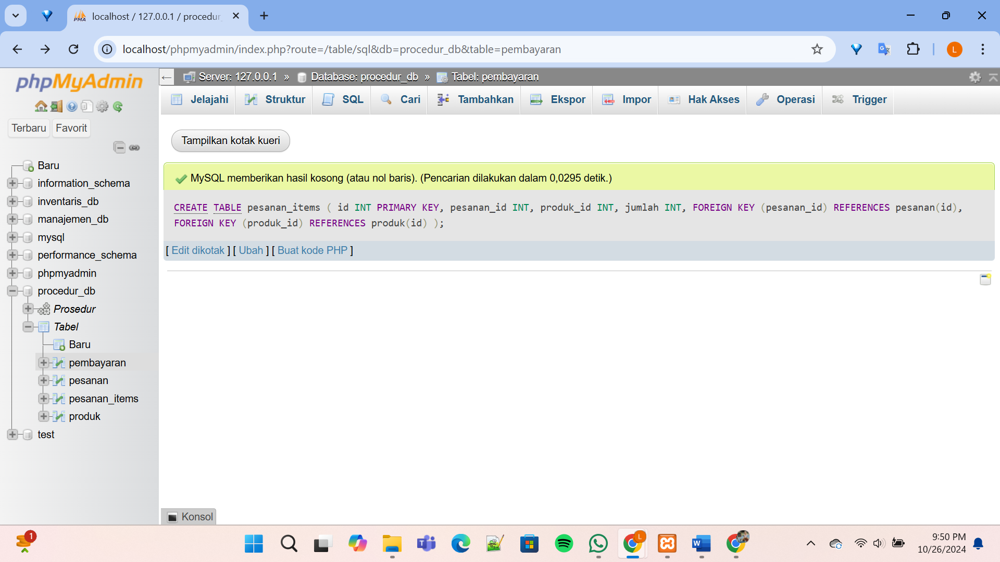 localhost / 127.0.0.1 / procedur_
localhost/phpmyadmin/index.php?route=/table/sql&db=procedur_db&table=pembayaran
L
phpMyAdmin
Server: 127.0.0.1 » Database: procedur_db » Tabel: pembayaran
Jelajahi Struktur SQL Cari Tambahkan Ekspor Impor Hak Akses Operasi Trigger
Terbaru Favorit
Baru
information_schema
inventaris_db
manajemen_db
mysql
performance_schema
phpmyadmin
procedur_db
Prosedur
Tabel
Baru
pembayaran
pesanan
pesanan_items
produk
test
Tampilkan kotak kueri
MySQL memberikan hasil kosong (atau nol baris). (Pencarian dilakukan dalam 0,0295 detik.)
CREATE TABLE pesanan_items ( id INT PRIMARY KEY, pesanan_id INT, produk_id INT, jumlah INT, FOREIGN KEY (pesanan_id) REFERENCES pesanan(id),
FOREIGN KEY (produk_id) REFERENCES produk(id) );
[ Edit dikotak ] [ Ubah ] [ Buat kode PHP ]
Konsol
1
L
9:50 PM
10/26/2024